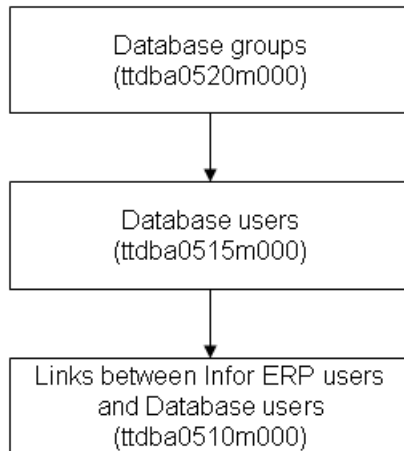 Database groups
(ttdba0520m000)
Database users
(ttdba0515m000)
Links between Infor ERP users
and Database users
(ttdba0510m000)